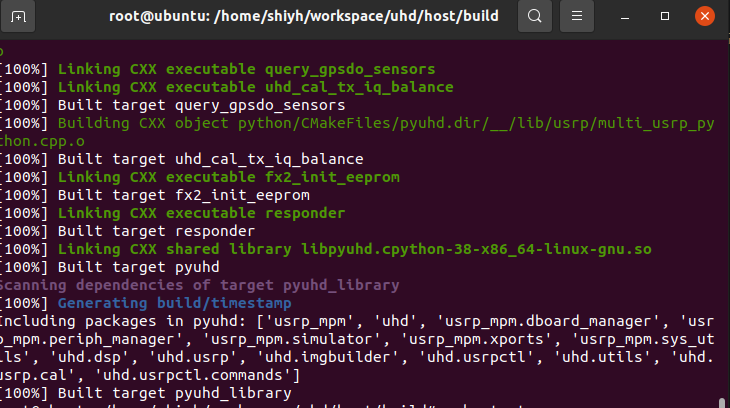 root@ubuntu: /home/shiyh/workspace/uhd/host/build
o
[100%] Linking CXX executable query_gpsdo_sensors
[100%] Linking CXX executable uhd_cal_tx_iq_balance
[100%] Built target query_gpsdo_sensors
[100%] Building CXX object python/CMakeFiles/pyuhd.dir/__/lib/usrp/multi_usrp_py
thon.cpp.o
[100%] Built target uhd_cal_tx_iq_balance
[100%] Linking CXX executable fx2_init_eeprom
[100%] Built target fx2_init_eeprom
[100%] Linking CXX executable responder
[100%] Built target responder
[100%] Linking CXX shared library libpyuhd.cpython-38-x86_64-linux-gnu.so
[100%] Built target pyuhd
Scanning dependencies of target pyuhd_library
[100%] Generating build/timestamp
Including packages in pyuhd: ['usrp_mpm', 'uhd', 'usrp_mpm.dboard_manager', 'usr
p_mpm.periph_manager', 'usrp_mpm.simulator', 'usrp_mpm.xports', 'usrp_mpm.sys_ut
ils', 'uhd.dsp', 'uhd.usrp', 'uhd.imgbuilder', 'uhd.usrpctl', 'uhd.utils', 'uhd.
usrp.cal', 'uhd.usrpctl.commands']
[100%] Built target pyuhd_library